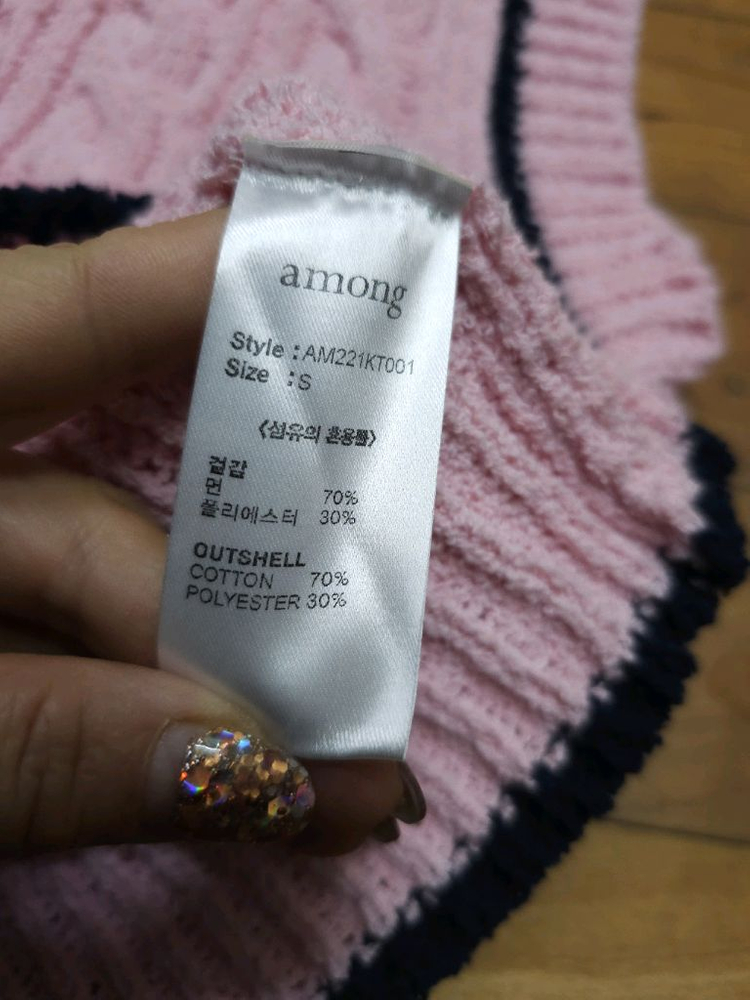 among
Style : AM221KT001
Size : S
<섬유의 혼용률>
겉감
면 70%
폴리에스터 30%
OUTSHELL
COTTON 70%
POLYESTER 30%